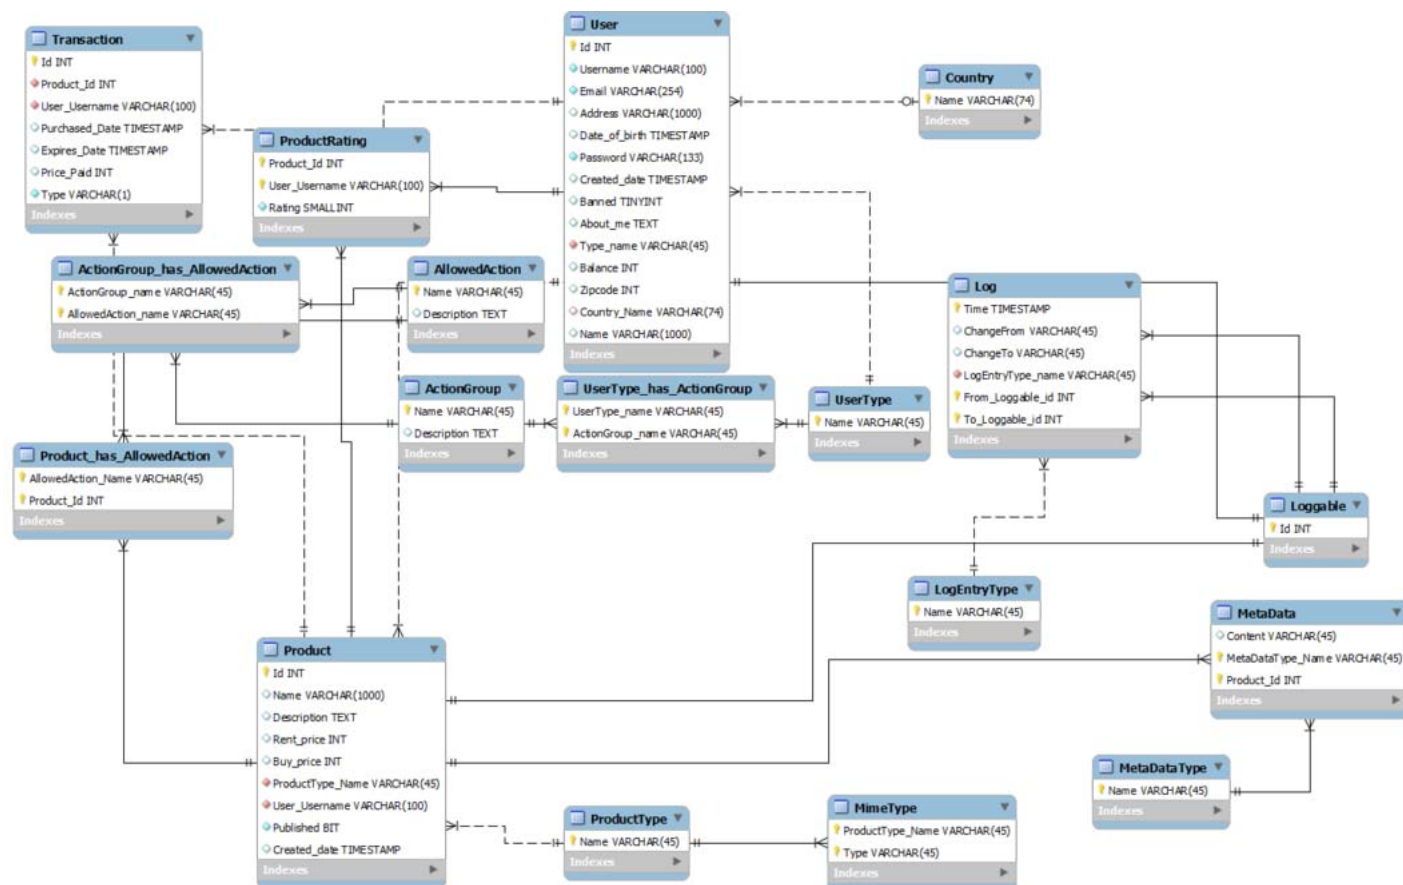 Transaction
Id INT
Product_Id INT
User_Username VARCHAR(100)
Purchased_Date TIMESTAMP
Expires_Date TIMESTAMP
Price_Paid INT
Type VARCHAR(1)
Indexes
ProductRating
Product_Id INT
User_Username VARCHAR(100)
Rating SMALLINT
Indexes
User
Id INT
Username VARCHAR(100)
Email VARCHAR(254)
Address VARCHAR(1000)
Date_of_birth TIMESTAMP
Password VARCHAR(133)
Created_date TIMESTAMP
Banned TINYINT
About_me TEXT
Type_name VARCHAR(45)
Balance INT
Zipcode INT
Country_Name VARCHAR(74)
Name VARCHAR(1000)
Indexes
Country
Name VARCHAR(74)
Indexes
ActionGroup_has_AllowedAction
ActionGroup_name VARCHAR(45)
AllowedAction_name VARCHAR(45)
Indexes
AllowedAction
Name VARCHAR(45)
Description TEXT
Indexes
Log
Time TIMESTAMP
ChangeFrom VARCHAR(45)
ChangeTo VARCHAR(45)
LogEntryType_name VARCHAR(45)
From_Loggable_id INT
To_Loggable_id INT
Indexes
ActionGroup
Name VARCHAR(45)
Description TEXT
Indexes
UserType_has_ActionGroup
UserType_name VARCHAR(45)
ActionGroup_name VARCHAR(45)
Indexes
UserType
Name VARCHAR(45)
Indexes
Product_has_AllowedAction
AllowedAction_Name VARCHAR(45)
Product_Id INT
Indexes
Loggable
Id INT
Indexes
LogEntryType
Name VARCHAR(45)
Indexes
MetaData
Content VARCHAR(45)
MetaDataType_Name VARCHAR(45)
Product_Id INT
Indexes
Product
Id INT
Name VARCHAR(1000)
Description TEXT
Rent_price INT
Buy_price INT
ProductType_Name VARCHAR(45)
User_Username VARCHAR(100)
Published BIT
Created_date TIMESTAMP
Indexes
MetaDataType
Name VARCHAR(45)
Indexes
ProductType
Name VARCHAR(45)
Indexes
MimeType
ProductType_Name VARCHAR(45)
Type VARCHAR(45)
Indexes